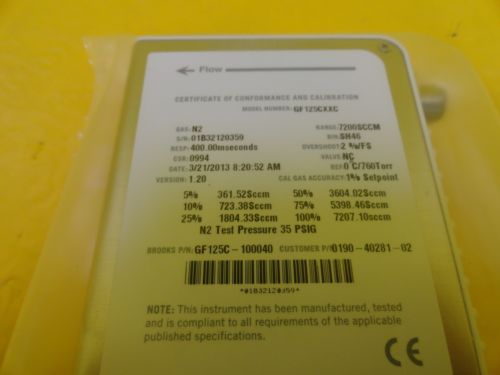 Flow
CERTIFICATE OF CONFORMANCE AND CALIBRATION
MODEL NUMBER: GF125CXXC
GAS: N2 RANGE: 7200SCCM
S/N: 01B32120359 BIN: SH46
RESP: 400.00mseconds OVERSHOOT: 2 %/FS
CSR: 0994 VALVE: NC
DATE: 3/21/2013 8:20:52 AM REF: 0 C/760Torr
VERSION: 1.20 CAL GAS ACCURACY: 1% Setpoint
5% 361.52Sccm 50% 3604.02Sccm
10% 723.38Sccm 75% 5398.46Sccm
25% 1804.33Sccm 100% 7207.10sccm
N2 Test Pressure 35 PSIG
BROOKS P/N: GF125C-100040 CUSTOMER P/N 0190-40281-02
*01B32120359*
NOTE: This instrument has been manufactured, tested
and is compliant to all requirements of the applicable
published specifications.
CE